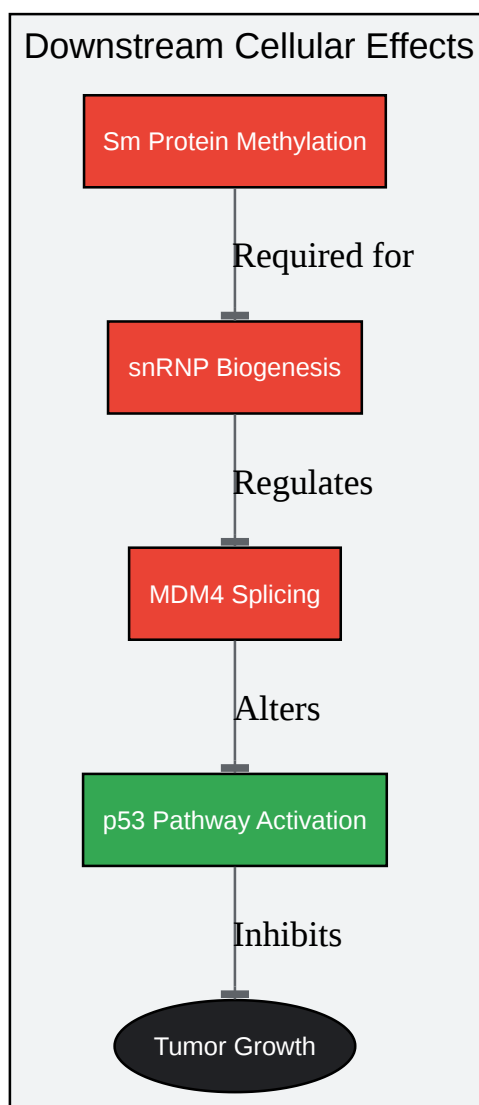 Downstream Cellular Effects
Sm Protein Methylation
Required for
snRNP Biogenesis
Regulates
MDM4 Splicing
Alters
p53 Pathway Activation
Inhibits
Tumor Growth